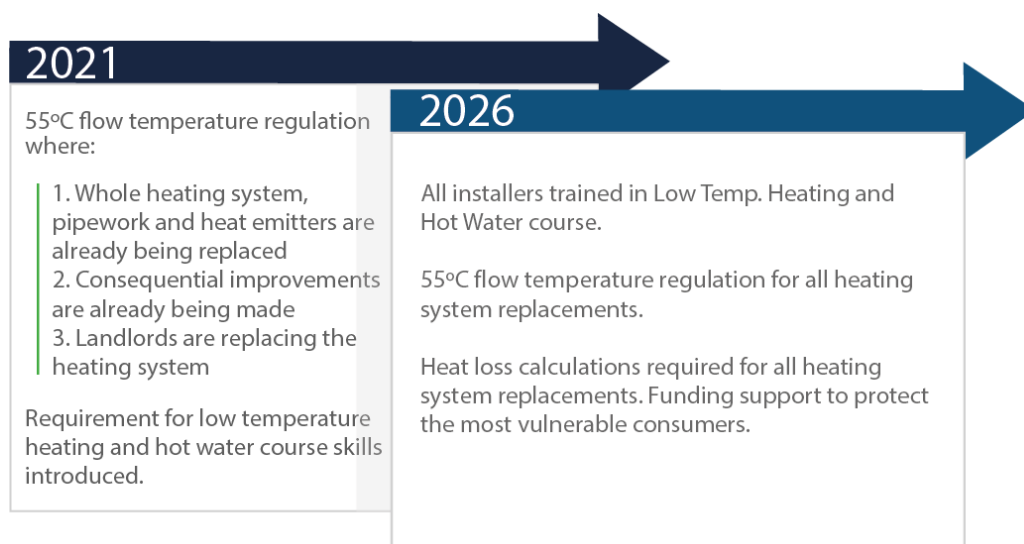 2021
55ºC flow temperature regulation
where:
1. Whole heating system,
pipework and heat emitters are
already being replaced
2. Consequential improvements
are already being made
3. Landlords are replacing the
heating system
Requirement for low temperature
heating and hot water course skills
introduced.
2026
All installers trained in Low Temp. Heating and
Hot Water course.
55ºC flow temperature regulation for all heating
system replacements.
Heat loss calculations required for all heating
system replacements. Funding support to protect
the most vulnerable consumers.